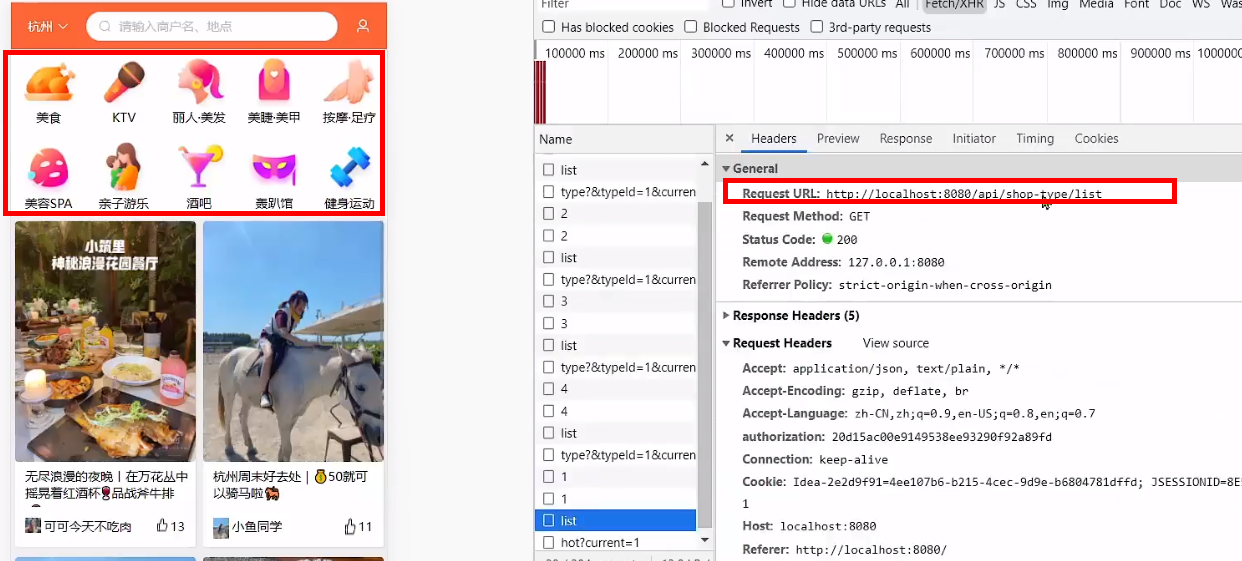 杭州
请输入商户名、地点
美食
KTV
丽人·美发
美睫·美甲
按摩·足疗
美容SPA
亲子游乐
酒吧
轰趴馆
健身运动
小筑里
神秘浪漫花园餐厅
无尽浪漫的夜晚丨在万花丛中
摇晃着红酒杯🍷品战斧牛排
可可今天不吃肉
13
杭州周末好去处｜💰50就可
以骑马啦🐎
小鱼同学
11
Filter
Invert
Hide data URLs
All
Fetch/XHR
JS
CSS
Img
Media
Font
Doc
WS
Has blocked cookies
Blocked Requests
3rd-party requests
100000 ms
200000 ms
300000 ms
400000 ms
500000 ms
600000 ms
700000 ms
800000 ms
900000 ms
Name
list
type?&typeId=1&curren
2
2
list
type?&typeId=1&curren
3
3
list
type?&typeId=1&curren
4
4
list
type?&typeId=1&curren
1
1
list
hot?current=1
× Headers Preview Response Initiator Timing Cookies
General
Request URL: http://localhost:8080/api/shop-type/list
Request Method: GET
Status Code: 200
Remote Address: 127.0.0.1:8080
Referrer Policy: strict-origin-when-cross-origin
Response Headers (5)
Request Headers View source
Accept: application/json, text/plain, */*
Accept-Encoding: gzip, deflate, br
Accept-Language: zh-CN,zh;q=0.9,en-US;q=0.8,en;q=0.7
authorization: 20d15ac00e9149538ee93290f92a89fd
Connection: keep-alive
Cookie: Idea-2e2d9f91=4ee107b6-b215-4cec-9d9e-b6804781dffd; JSESSIONID=8E
1
Host: localhost:8080
Referer: http://localhost:8080/